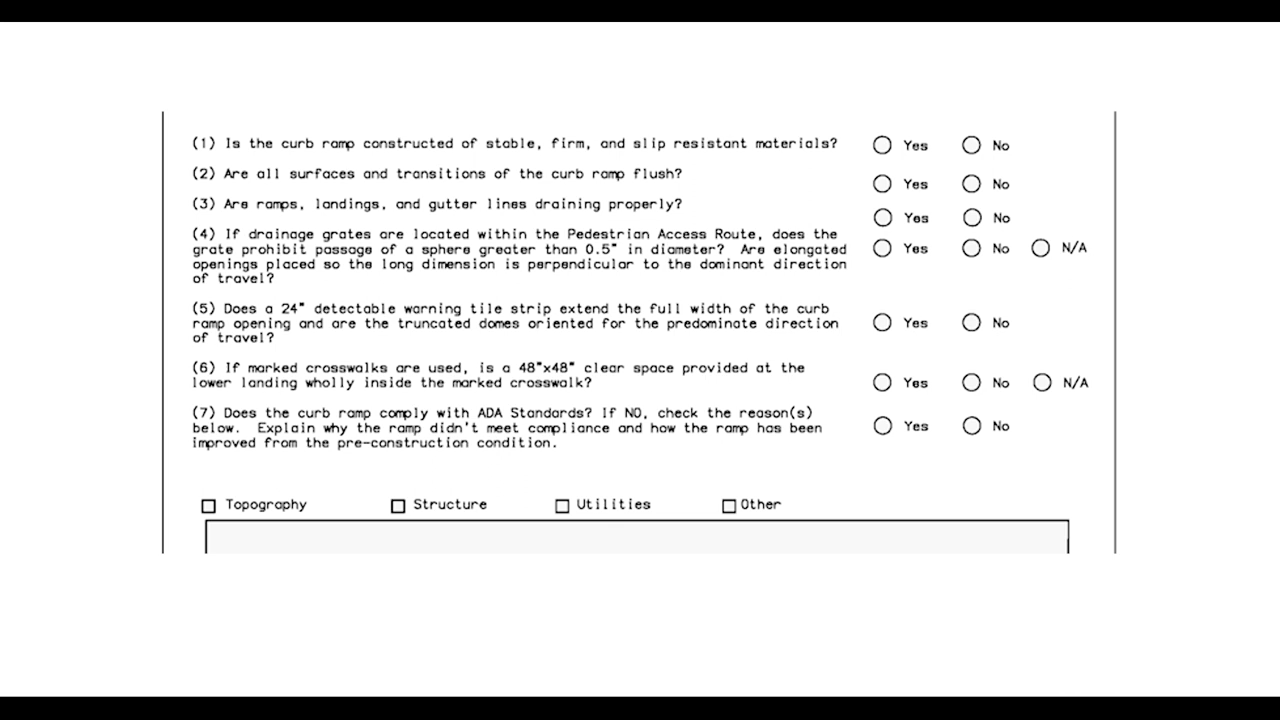 (1) Is the curb ramp constructed of stable, firm, and slip resistant materials? Yes No
(2) Are all surfaces and transitions of the curb ramp flush? Yes No
(3) Are ramps, landings, and gutter lines draining properly? Yes No
(4) If drainage grates are located within the Pedestrian Access Route, does the
grate prohibit passage of a sphere greater than 0.5" in diameter? Are elongated Yes No N/A
openings placed so the long dimension is perpendicular to the dominant direction
of travel?
(5) Does a 24" detectable warning tile strip extend the full width of the curb
ramp opening and are the truncated domes oriented for the predominate direction Yes No
of travel?
(6) If marked crosswalks are used, is a 48"x48" clear space provided at the
lower landing wholly inside the marked crosswalk? Yes No N/A
(7) Does the curb ramp comply with ADA Standards? If NO, check the reason(s)
below. Explain why the ramp didn't meet compliance and how the ramp has been Yes No
improved from the pre-construction condition.
Topography Structure Utilities Other